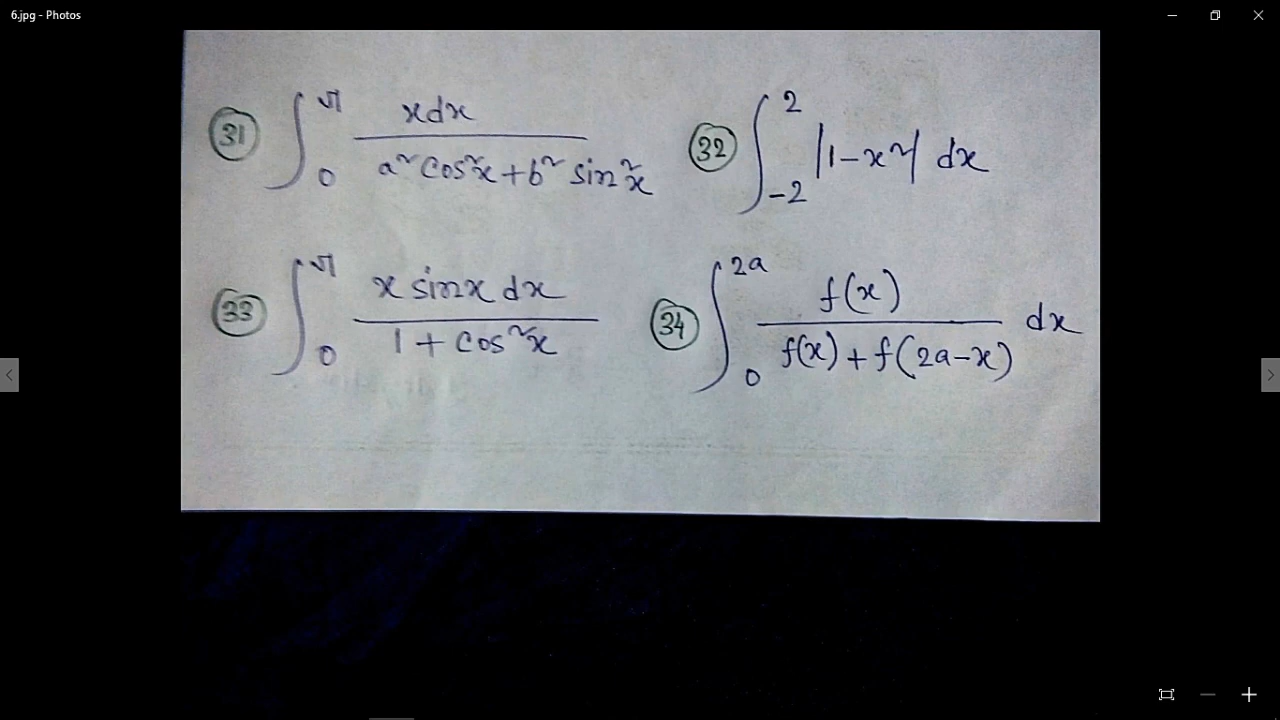 6.jpg - Photos
(31) ∫₀^π x dx / (a² cos²x + b² sin²x) (32) ∫₋₂² |1-x²| dx
(33) ∫₀^π x sinx dx / (1 + cos²x) (34) ∫₀^2a f(x) / (f(x) + f(2a-x)) dx